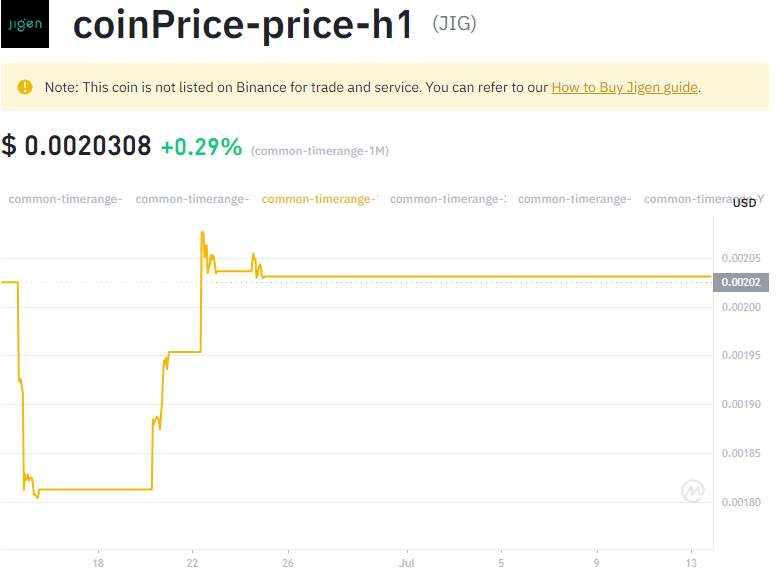 jigen
coinPrice-price-h1 (JIG)
Note: This coin is not listed on Binance for trade and service. You can refer to our How to Buy Jigen guide.
$ 0.0020308 +0.29% (common-timerange-1M)
common-timerange- common-timerange- common-timerange- common-timerange- common-timerange- common-timerange-Y
USD
0.00205
0.00202
0.00200
0.00195
0.00190
0.00185
0.00180
18 22 26 Jul 5 9 13